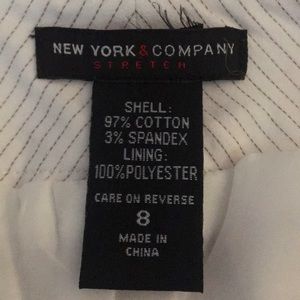 NEW YORK & COMPANY
STRETCH
SHELL:
97% COTTON
3% SPANDEX
LINING:
100%POLYESTER
CARE ON REVERSE
8
MADE IN
CHINA